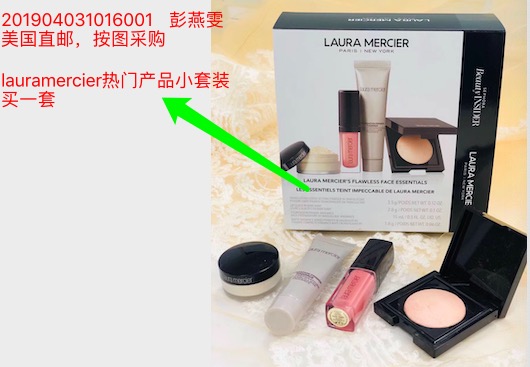 201904031016001 彭燕雯
美国直邮，按图采购
lauramercier热门产品小套装
买一套
LAURA MERCIER
PARIS | NEW YORK
SEPHORA
Beauty INSIDER
LAURA MERCIE
LAURA MERCIER'S FLAWLESS FACE ESSENTIALS
LES ESSENTIELS TEINT IMPECCABLE DE LAURA MERCIER